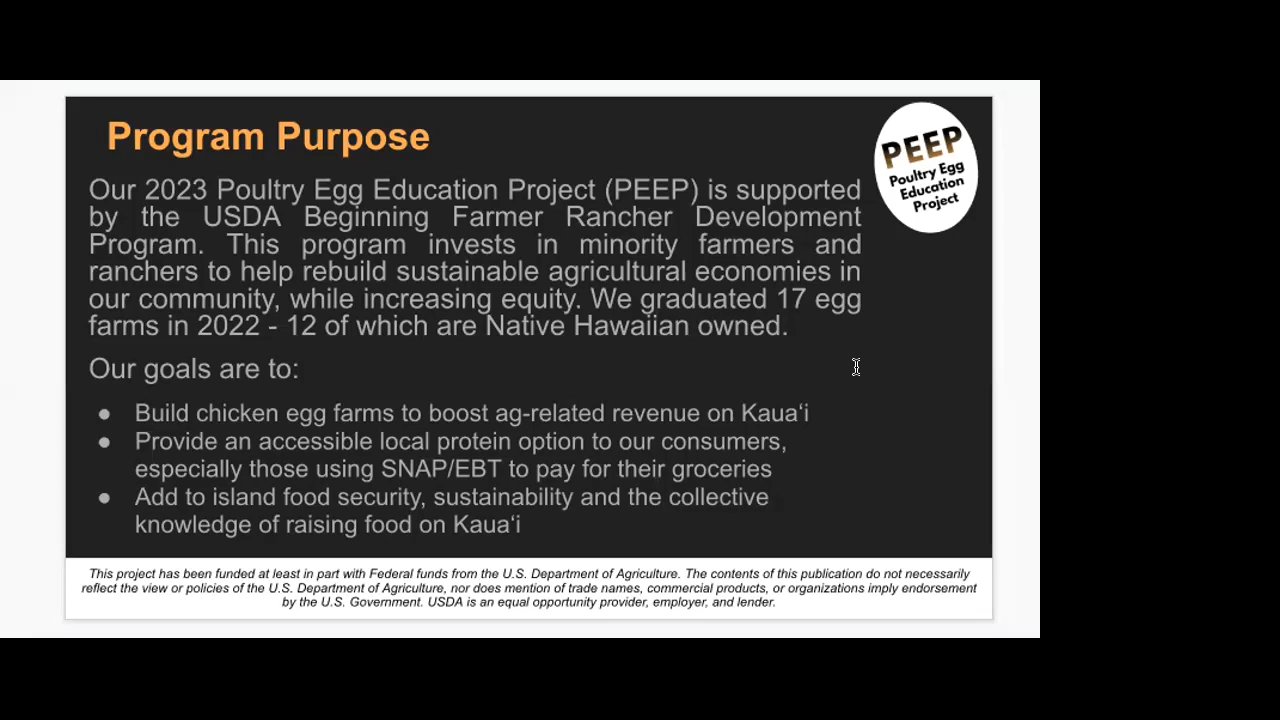 Program Purpose
PEEP
Poultry Egg
Education
Project
Our 2023 Poultry Egg Education Project (PEEP) is supported
by the USDA Beginning Farmer Rancher Development
Program. This program invests in minority farmers and
ranchers to help rebuild sustainable agricultural economies in
our community, while increasing equity. We graduated 17 egg
farms in 2022 - 12 of which are Native Hawaiian owned.
Our goals are to:
● Build chicken egg farms to boost ag-related revenue on Kauaʻi
● Provide an accessible local protein option to our consumers,
especially those using SNAP/EBT to pay for their groceries
● Add to island food security, sustainability and the collective
knowledge of raising food on Kauaʻi
This project has been funded at least in part with Federal funds from the U.S. Department of Agriculture. The contents of this publication do not necessarily
reflect the view or policies of the U.S. Department of Agriculture, nor does mention of trade names, commercial products, or organizations imply endorsement
by the U.S. Government. USDA is an equal opportunity provider, employer, and lender.